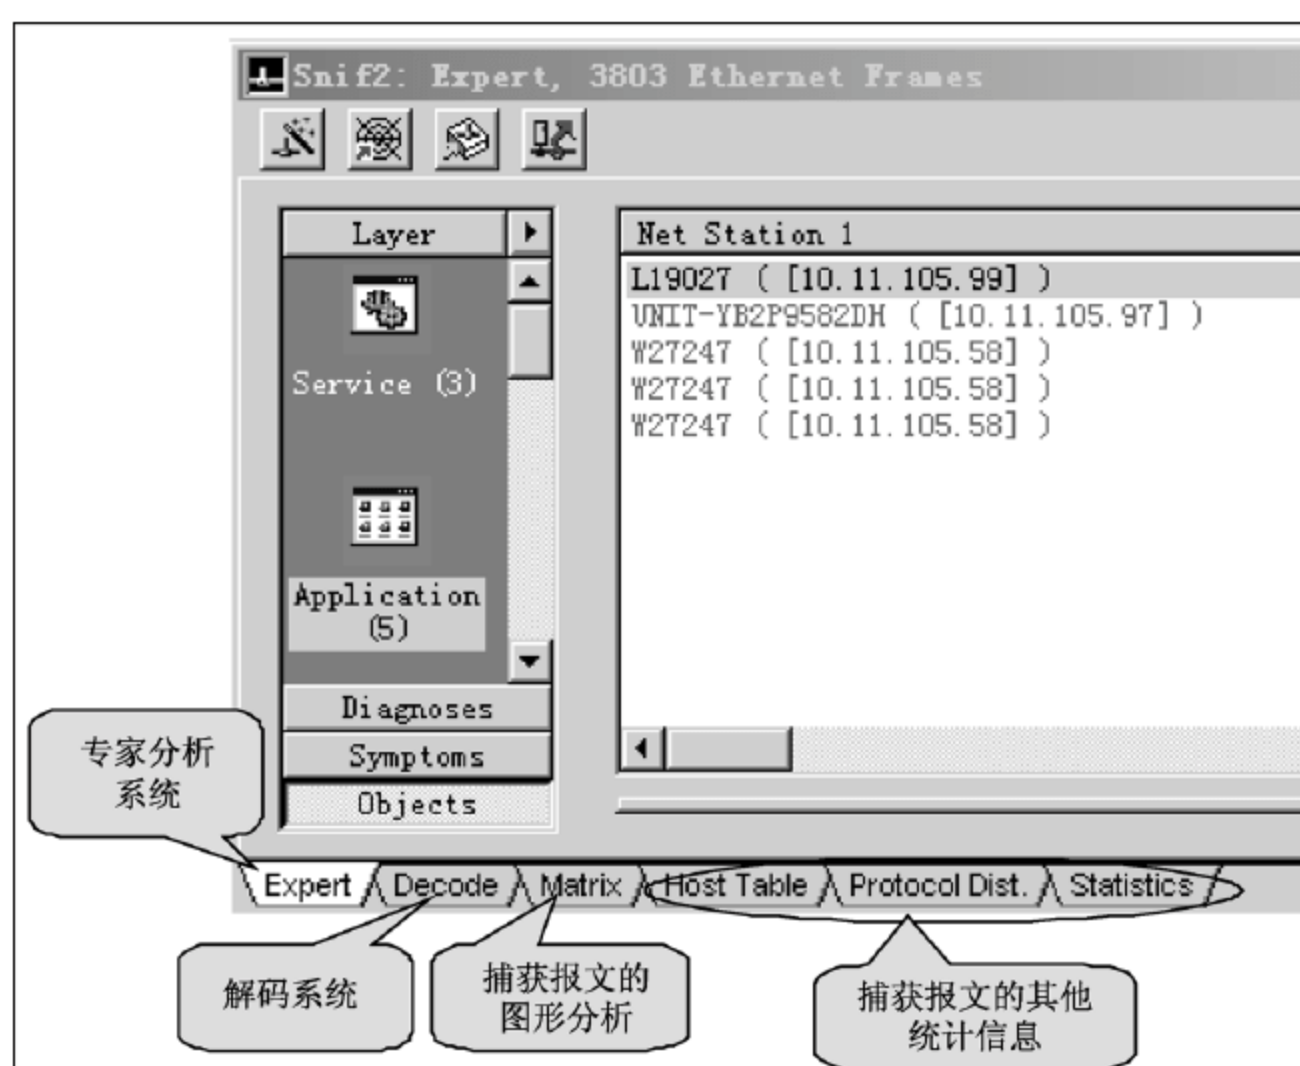 Snif2: Expert, 3803 Ethernet Frames
Layer
Service (3)
Application
(5)
Diagnoses
Symptoms
Objects
Net Station 1
L19027 ( [10.11.105.99] )
UNIT-YB2P9582DH ( [10.11.105.97] )
W27247 ( [10.11.105.58] )
W27247 ( [10.11.105.58] )
W27247 ( [10.11.105.58] )
专家分析
系统
Expert Decode Matrix Host Table Protocol Dist. Statistics
解码系统
捕获报文的
图形分析
捕获报文的其他
统计信息